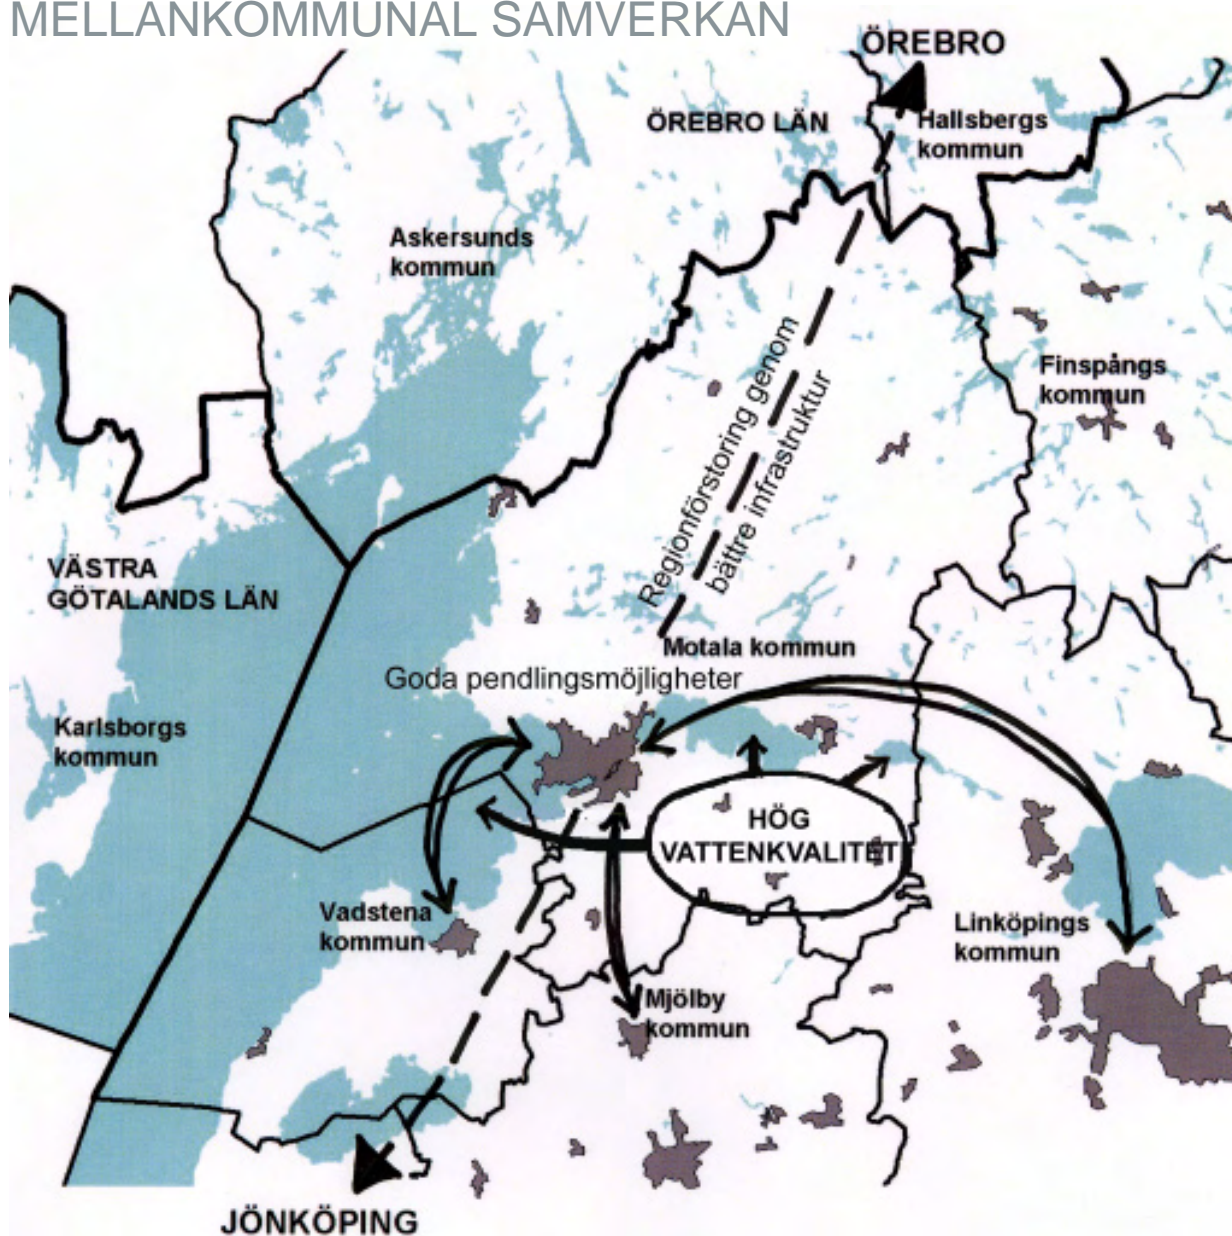 MELLANKOMMUNAL SAMVERKAN
ÖREBRO
ÖREBRO LÄN
Hallsbergs
kommun
Askersunds
kommun
Finspångs
kommun
Regionförstoring genom
bättre infrastruktur
VÄSTRA
GÖTALANDS LÄN
Motala kommun
Goda pendlingsmöjligheter
Karlsborgs
kommun
HÖG
VATTENKVALITET
Vadstena
kommun
Linköpings
kommun
Mjölby
kommun
JÖNKÖPING